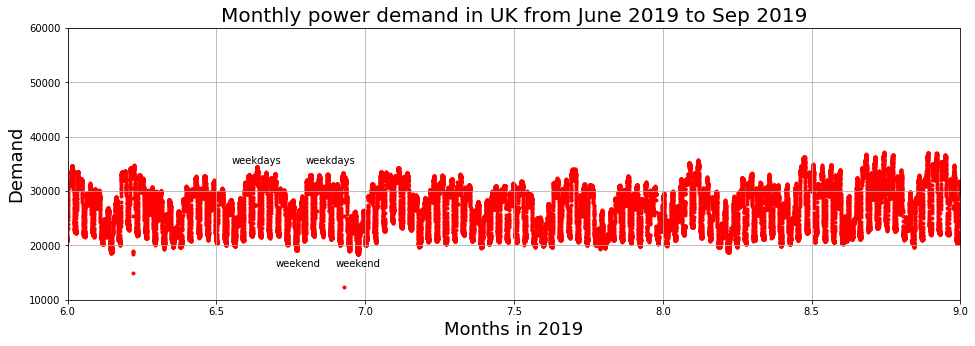 Monthly power demand in UK from June 2019 to Sep 2019
60000
50000
40000
30000
20000
10000
Demand
weekdays weekdays
weekend weekend
6.0 6.5 7.0 7.5 8.0 8.5 9.0
Months in 2019